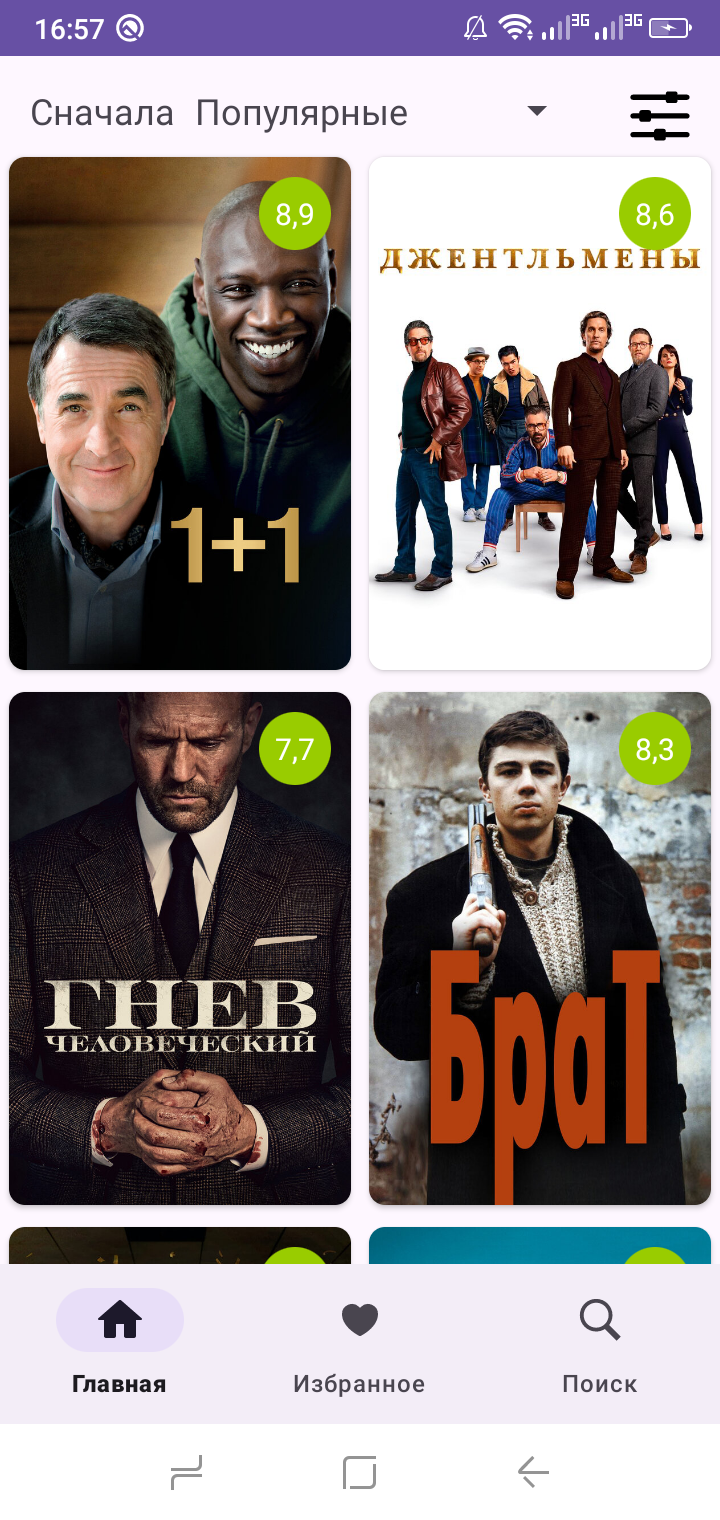 16:57
3G 3G
Сначала Популярные
8,9
8,6
ДЖЕНТЛЬМЕНЫ
1+1
7,7
8,3
ГНЕВ
ЧЕЛОВЕЧЕСКИЙ
БраТ
Главная Избранное Поиск